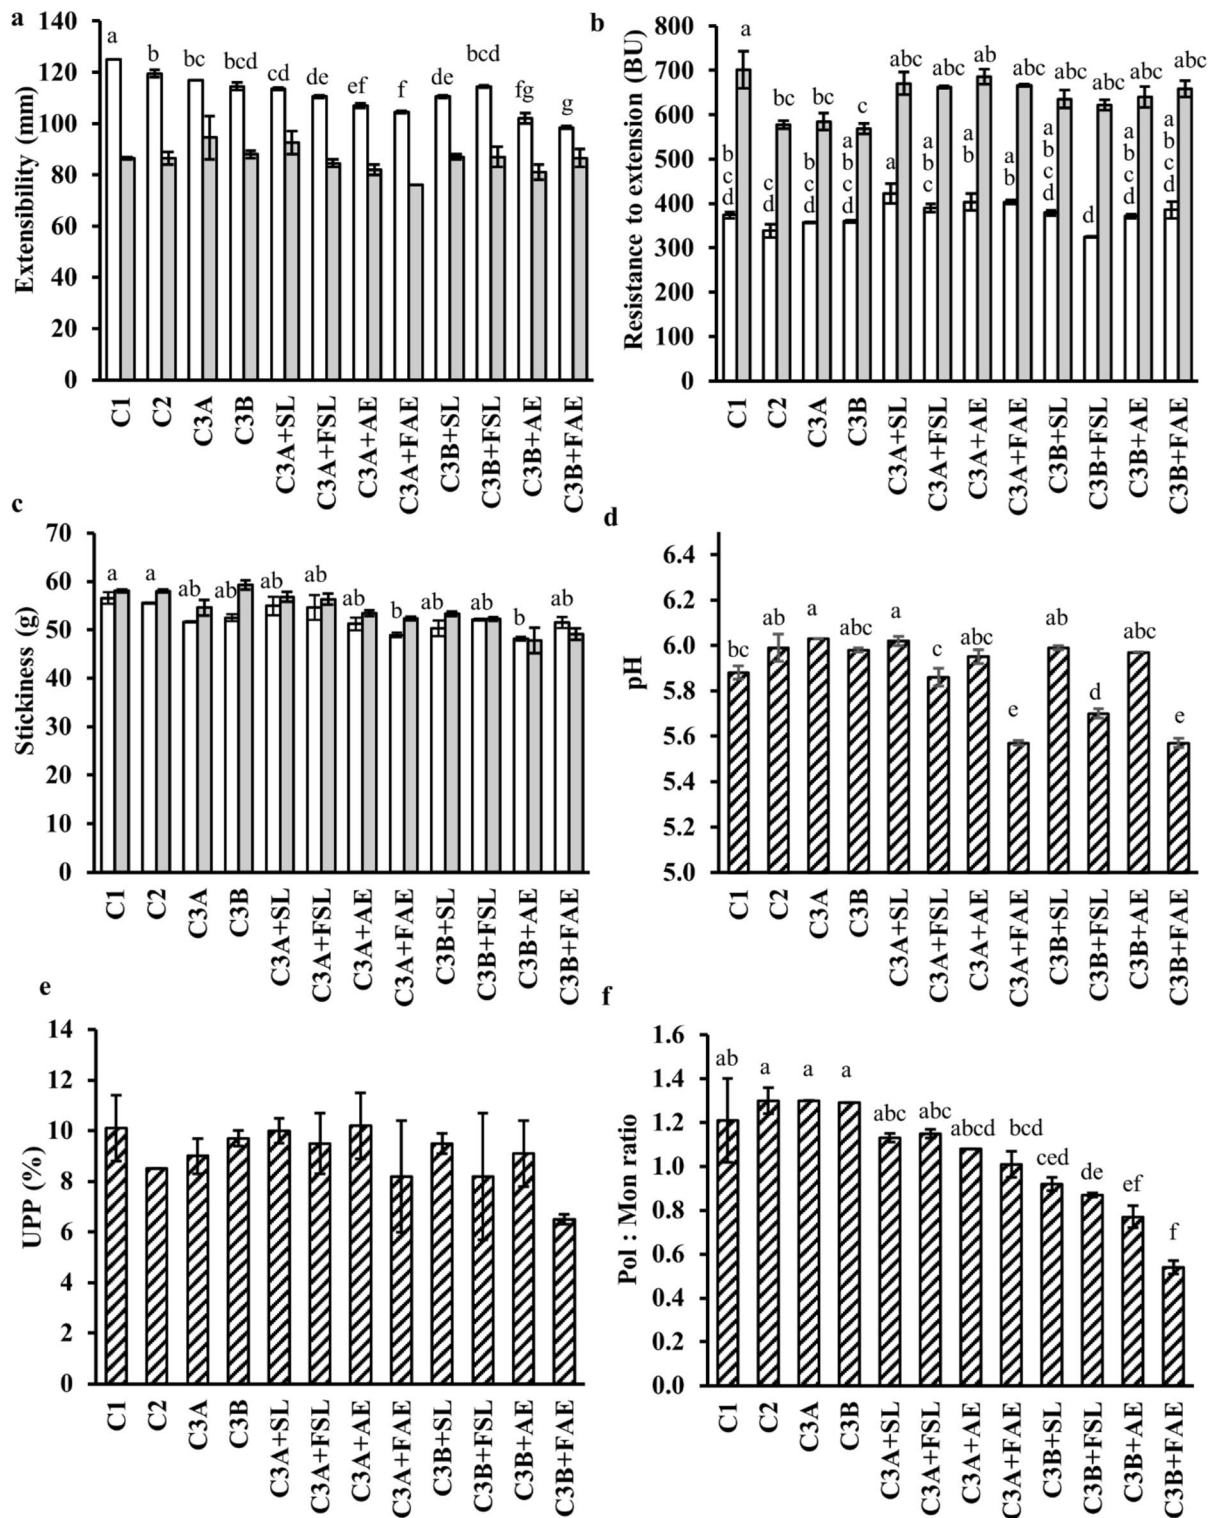 a
Extensibility (mm)
140
120
100
80
60
40
20
0
a
b
bc
bcd
cd
de
ef
f
de
bcd
fg
g
C1
C2
C3A
C3B
C3A+SL
C3A+FSL
C3A+AE
C3A+FAE
C3B+SL
C3B+FSL
C3B+AE
C3B+FAE
b
Resistance to extension (BU)
800
700
600
500
400
300
200
100
0
b
c
d
a
c
d
bc
b
c
d
bc
a
b
c
d
c
a
abc
a
b
c
abc
a
b
ab
a
b
abc
a
b
c
d
abc
d
abc
a
b
c
d
abc
a
b
c
d
abc
C1
C2
C3A
C3B
C3A+SL
C3A+FSL
C3A+AE
C3A+FAE
C3B+SL
C3B+FSL
C3B+AE
C3B+FAE
c
Stickiness (g)
70
60
50
40
30
20
10
0
a
a
ab
ab
ab
ab
ab
b
ab
ab
b
ab
C1
C2
C3A
C3B
C3A+SL
C3A+FSL
C3A+AE
C3A+FAE
C3B+SL
C3B+FSL
C3B+AE
C3B+FAE
d
pH
6.4
6.2
6.0
5.8
5.6
5.4
5.2
5.0
bc
ab
a
abc
a
c
abc
e
ab
d
abc
e
C1
C2
C3A
C3B
C3A+SL
C3A+FSL
C3A+AE
C3A+FAE
C3B+SL
C3B+FSL
C3B+AE
C3B+FAE
e
UPP (%)
14
12
10
8
6
4
2
0
C1
C2
C3A
C3B
C3A+SL
C3A+FSL
C3A+AE
C3A+FAE
C3B+SL
C3B+FSL
C3B+AE
C3B+FAE
f
Pol : Mon ratio
1.6
1.4
1.2
1.0
0.8
0.6
0.4
0.2
0.0
ab
a
a
a
abc
abc
abcd
bcd
ced
de
ef
f
C1
C2
C3A
C3B
C3A+SL
C3A+FSL
C3A+AE
C3A+FAE
C3B+SL
C3B+FSL
C3B+AE
C3B+FAE